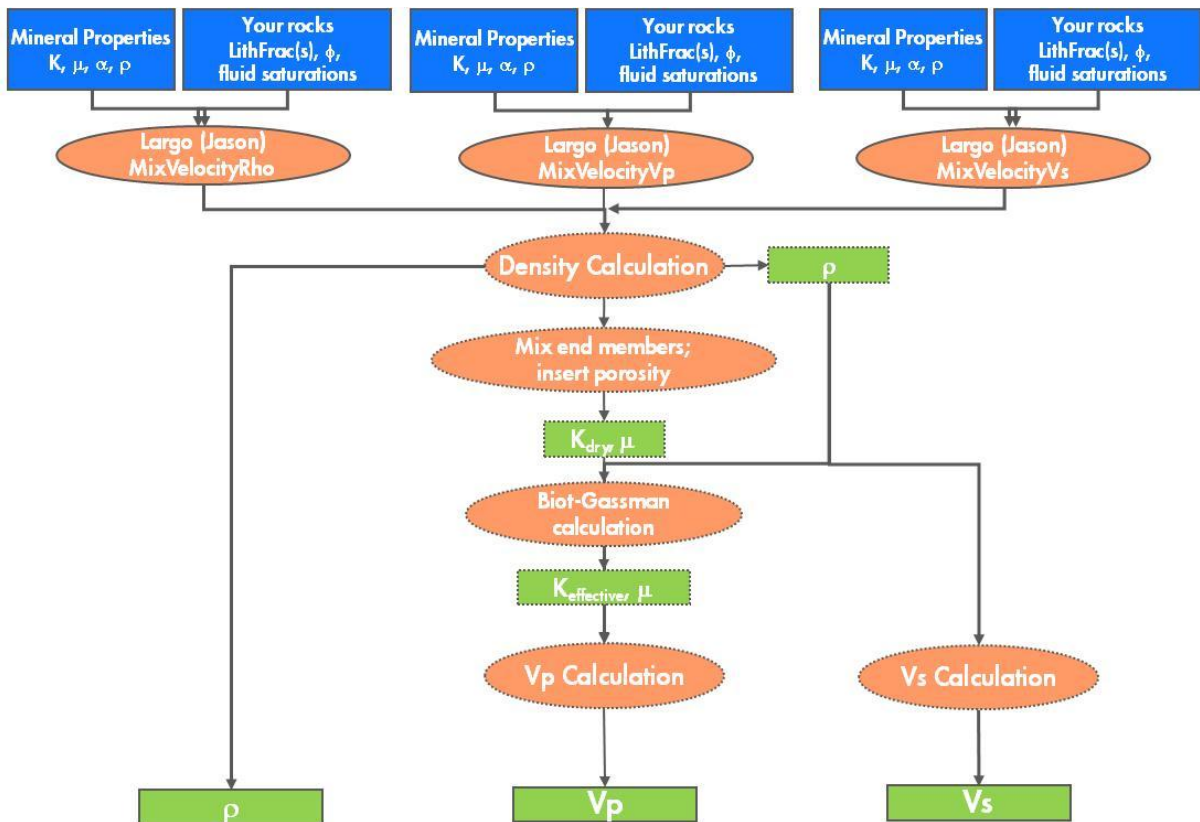 Mineral Properties
K, μ, α, ρ
Your rocks
LithFrac(s), ϕ,
fluid saturations
Mineral Properties
K, μ, α, ρ
Your rocks
LithFrac(s), ϕ,
fluid saturations
Mineral Properties
K, μ, α, ρ
Your rocks
LithFrac(s), ϕ,
fluid saturations
Largo (Jason)
MixVelocityRho
Largo (Jason)
MixVelocityVp
Largo (Jason)
MixVelocityVs
Density Calculation
ρ
Mix end members;
insert porosity
Kdry, μ
Biot-Gassman
calculation
Keffective, μ
Vp Calculation
Vs Calculation
ρ
Vp
Vs